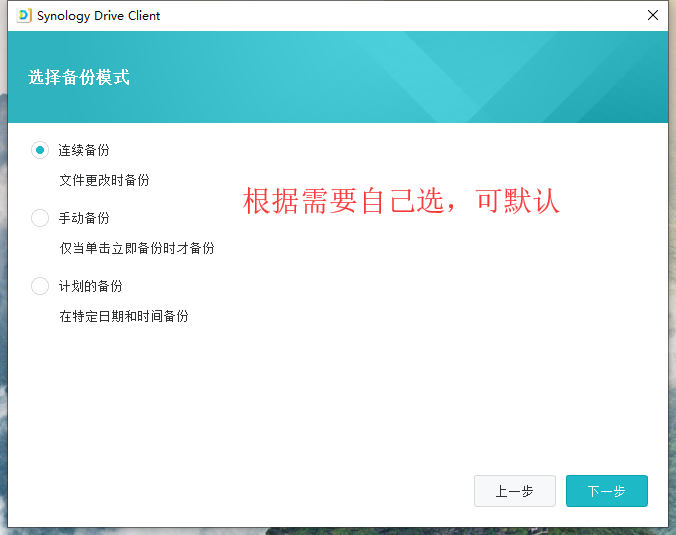 Synology Drive Client
选择备份模式
连续备份
文件更改时备份
根据需要自己选，可默认
手动备份
仅当单击立即备份时才备份
计划的备份
在特定日期和时间备份
上一步
下一步